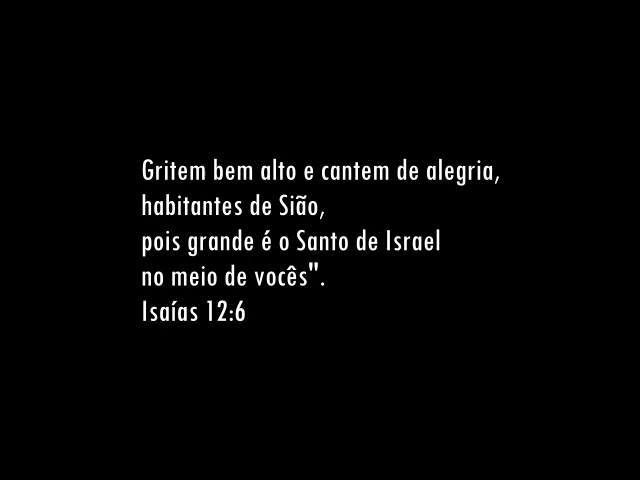 Gritem bem alto e cantem de alegria,
habitantes de Sião,
pois grande é o Santo de Israel
no meio de vocês".
Isaías 12:6